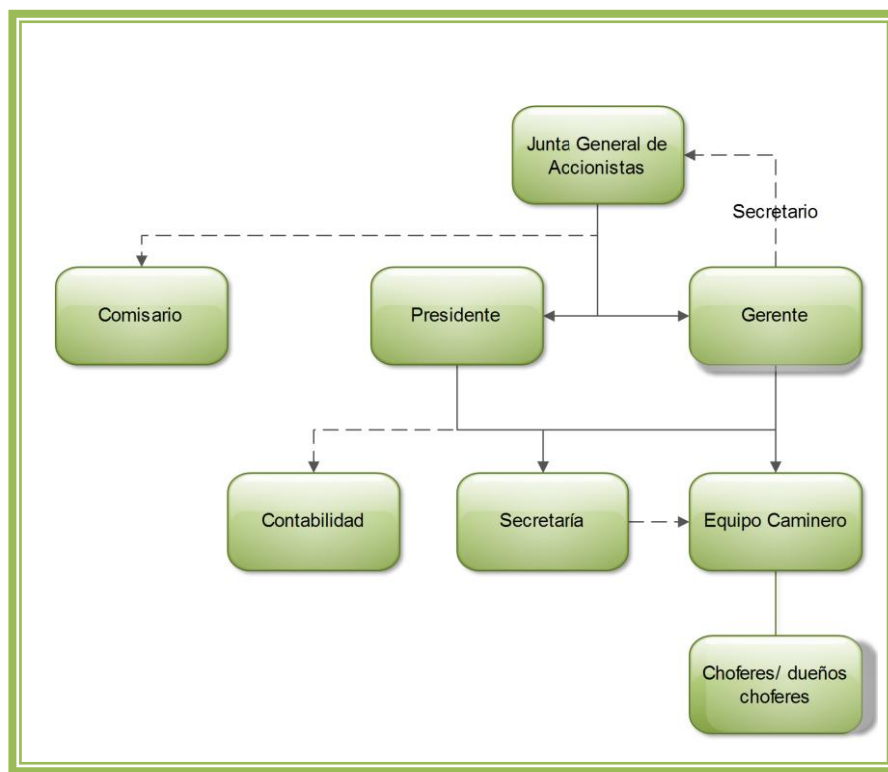 Junta General de
Accionistas
Secretario
Comisario
Presidente
Gerente
Contabilidad
Secretaría
Equipo Caminero
Choferes/ dueños
choferes